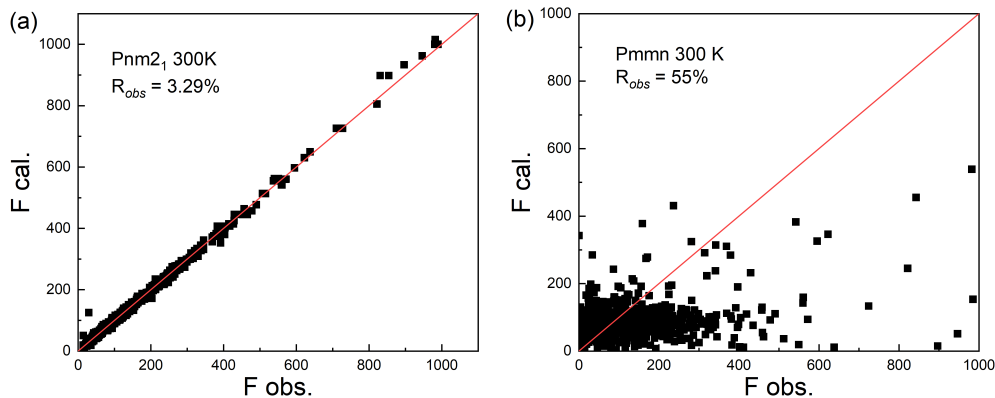 (a)
Pnm2₁ 300K
R_obs = 3.29%
F cal.
1000
800
600
400
200
0
0 200 400 600 800 1000
F obs.
(b)
Pmmn 300 K
R_obs = 55%
F cal.
1000
800
600
400
200
0
0 200 400 600 800 1000
F obs.